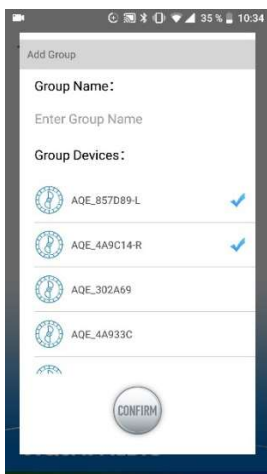 35 % 10:34
Add Group
Group Name:
Enter Group Name
Group Devices:
AQE_857D89-L
AQE_4A9C14-R
AQE_302A69
AQE_4A933C
CONFIRM